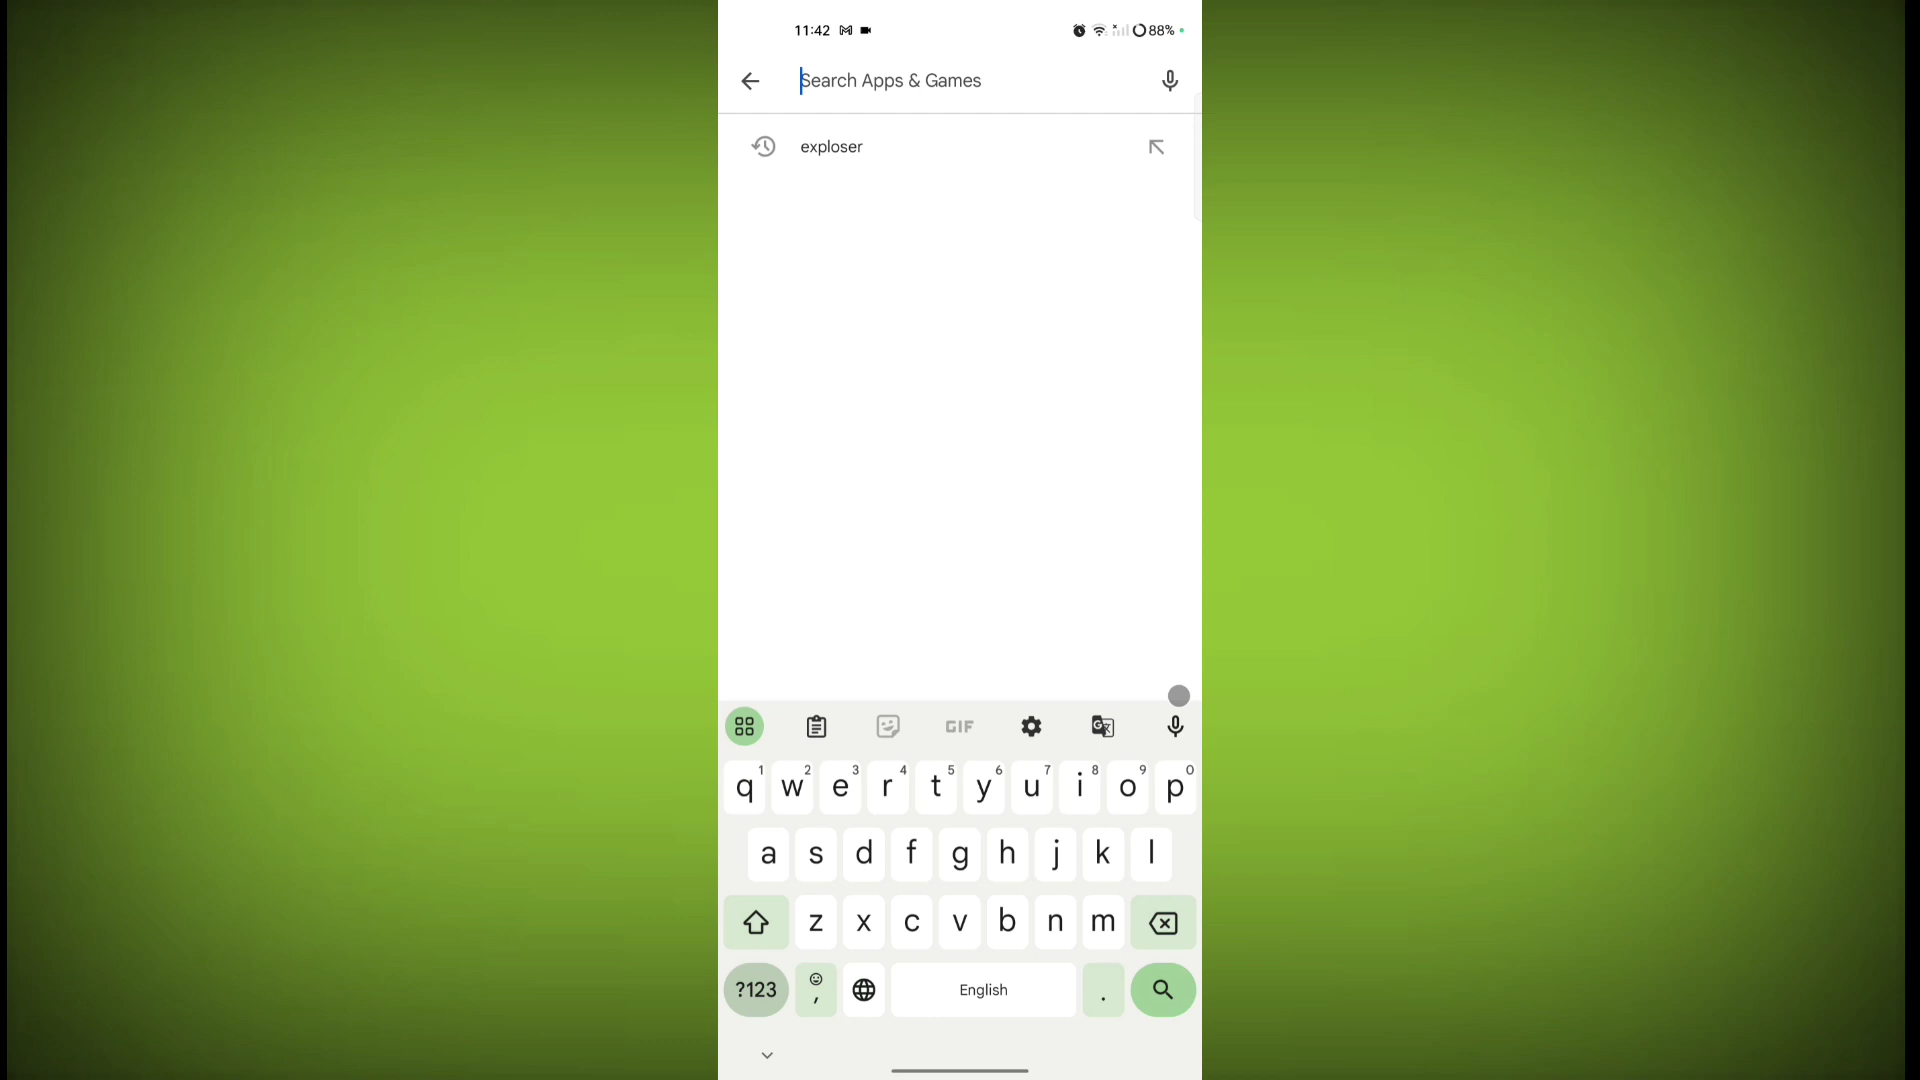 11:42 88%
Search Apps & Games
exploser
GIF
q1 w2 e3 r4 t5 y6 u7 i8 o9 p0
a s d f g h j k l
z x c v b n m
?123 , English .